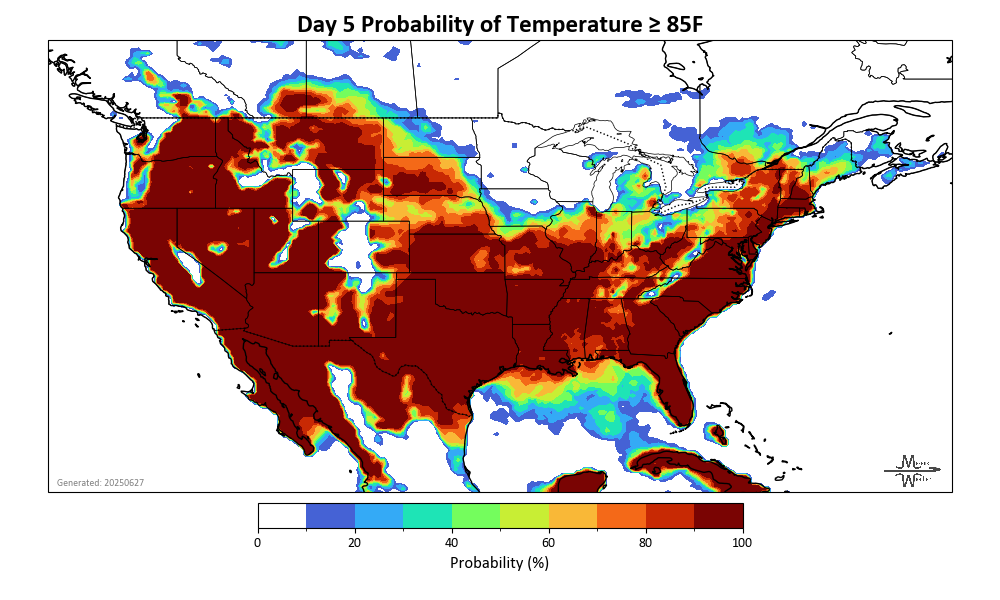 Day 5 Probability of Temperature ≥ 85F
Generated: 20250627
0 20 40 60 80 100
Probability (%)